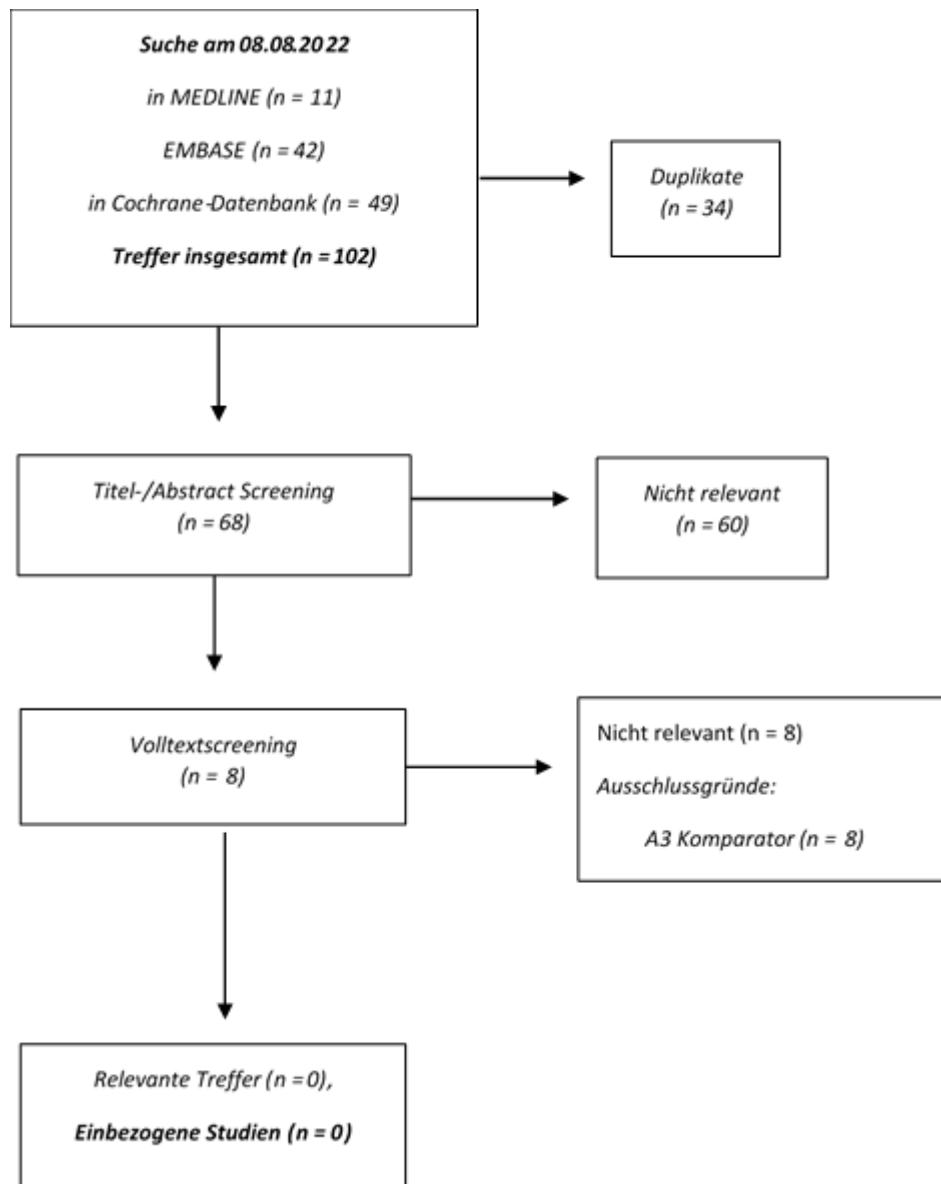 Suche am 08.08.2022
in MEDLINE (n = 11)
EMBASE (n = 42)
in Cochrane-Datenbank (n = 49)
Treffer insgesamt (n = 102)
Duplikate
(n = 34)
Titel-/Abstract Screening
(n = 68)
Nicht relevant
(n = 60)
Volltextscreening
(n = 8)
Nicht relevant (n = 8)
Ausschlussgründe:
A3 Komparator (n = 8)
Relevante Treffer (n = 0),
Einbezogene Studien (n = 0)